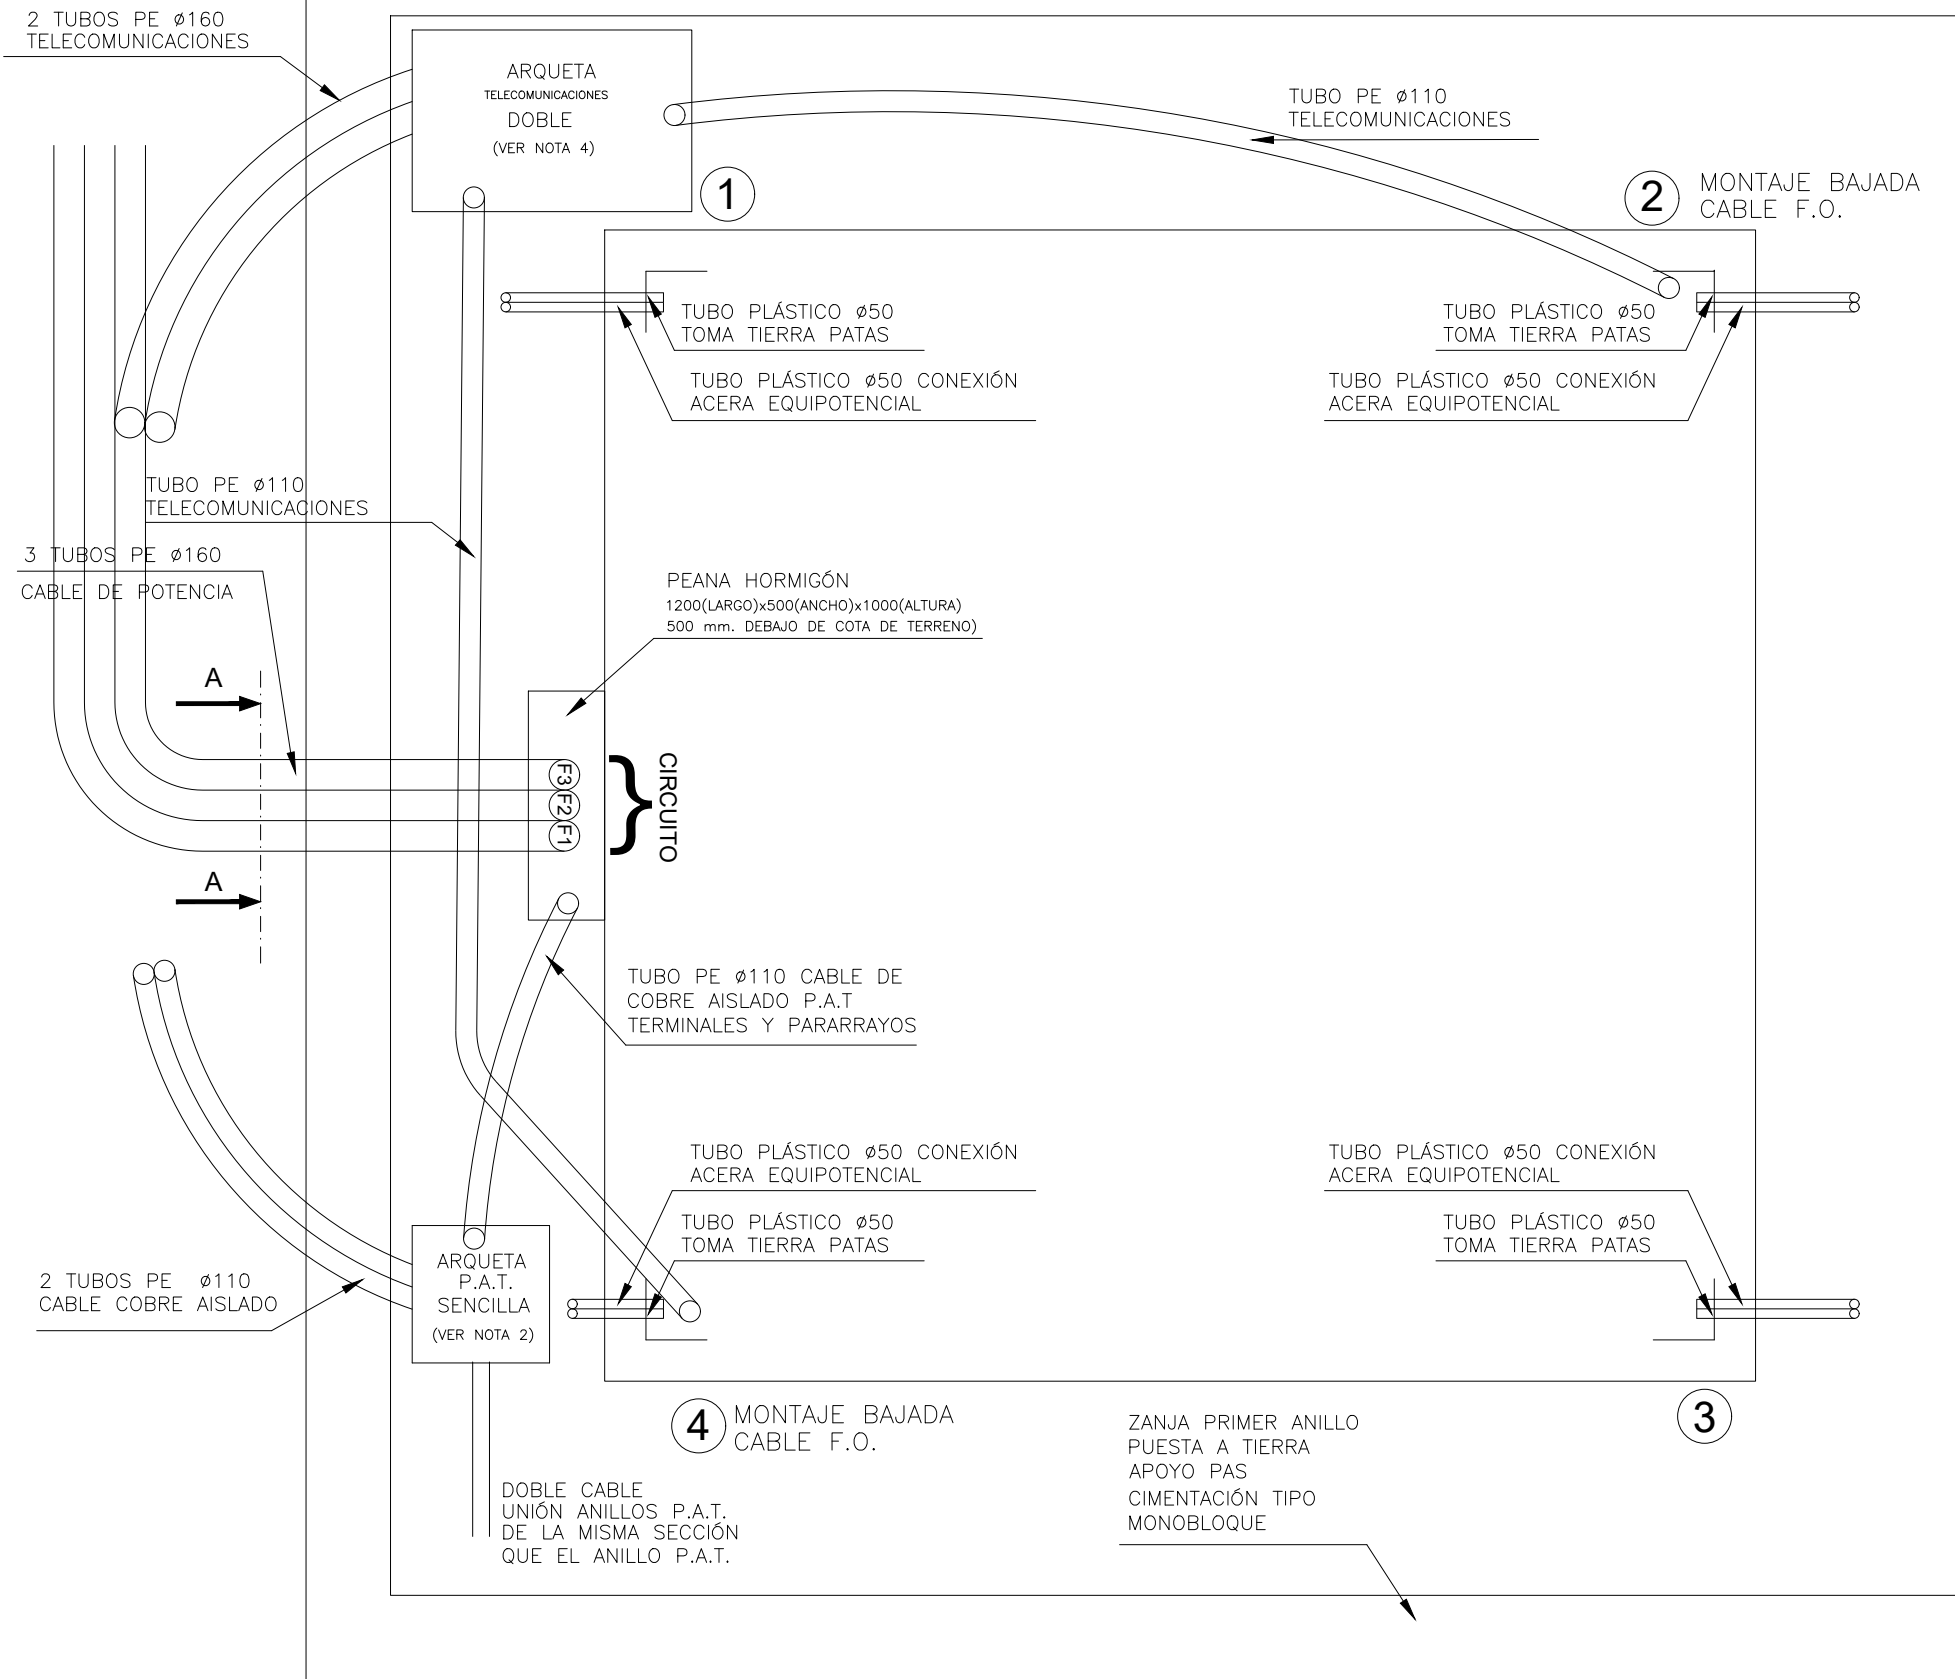 2 TUBOS PE ø160
TELECOMUNICACIONES
ARQUETA
TELECOMUNICACIONES
DOBLE
(VER NOTA 4)
TUBO PE ø110
TELECOMUNICACIONES
1
2
MONTAJE BAJADA
CABLE F.O.
TUBO PLÁSTICO ø50
TOMA TIERRA PATAS
TUBO PLÁSTICO ø50 CONEXIÓN
ACERA EQUIPOTENCIAL
TUBO PLÁSTICO ø50
TOMA TIERRA PATAS
TUBO PLÁSTICO ø50 CONEXIÓN
ACERA EQUIPOTENCIAL
TUBO PE ø110
TELECOMUNICACIONES
3 TUBOS PE ø160
CABLE DE POTENCIA
PEANA HORMIGÓN
1200(LARGO)x500(ANCHO)x1000(ALTURA)
500 mm. DEBAJO DE COTA DE TERRENO)
A
F3
F2
F1
CIRCUITO
A
TUBO PE ø110 CABLE DE
COBRE AISLADO P.A.T
TERMINALES Y PARARRAYOS
TUBO PLÁSTICO ø50 CONEXIÓN
ACERA EQUIPOTENCIAL
TUBO PLÁSTICO ø50
TOMA TIERRA PATAS
TUBO PLÁSTICO ø50 CONEXIÓN
ACERA EQUIPOTENCIAL
TUBO PLÁSTICO ø50
TOMA TIERRA PATAS
2 TUBOS PE ø110
CABLE COBRE AISLADO
ARQUETA
P.A.T.
SENCILLA
(VER NOTA 2)
4
MONTAJE BAJADA
CABLE F.O.
3
DOBLE CABLE
UNIÓN ANILLOS P.A.T.
DE LA MISMA SECCIÓN
QUE EL ANILLO P.A.T.
ZANJA PRIMER ANILLO
PUESTA A TIERRA
APOYO PAS
CIMENTACIÓN TIPO
MONOBLOQUE